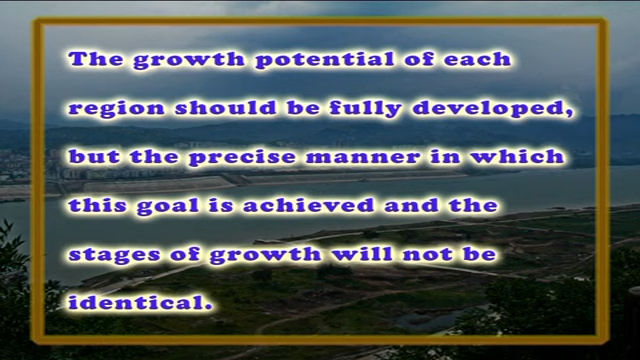 The growth potential of each
region should be fully developed,
but the precise manner in which
this goal is achieved and the
stages of growth will not be
identical.